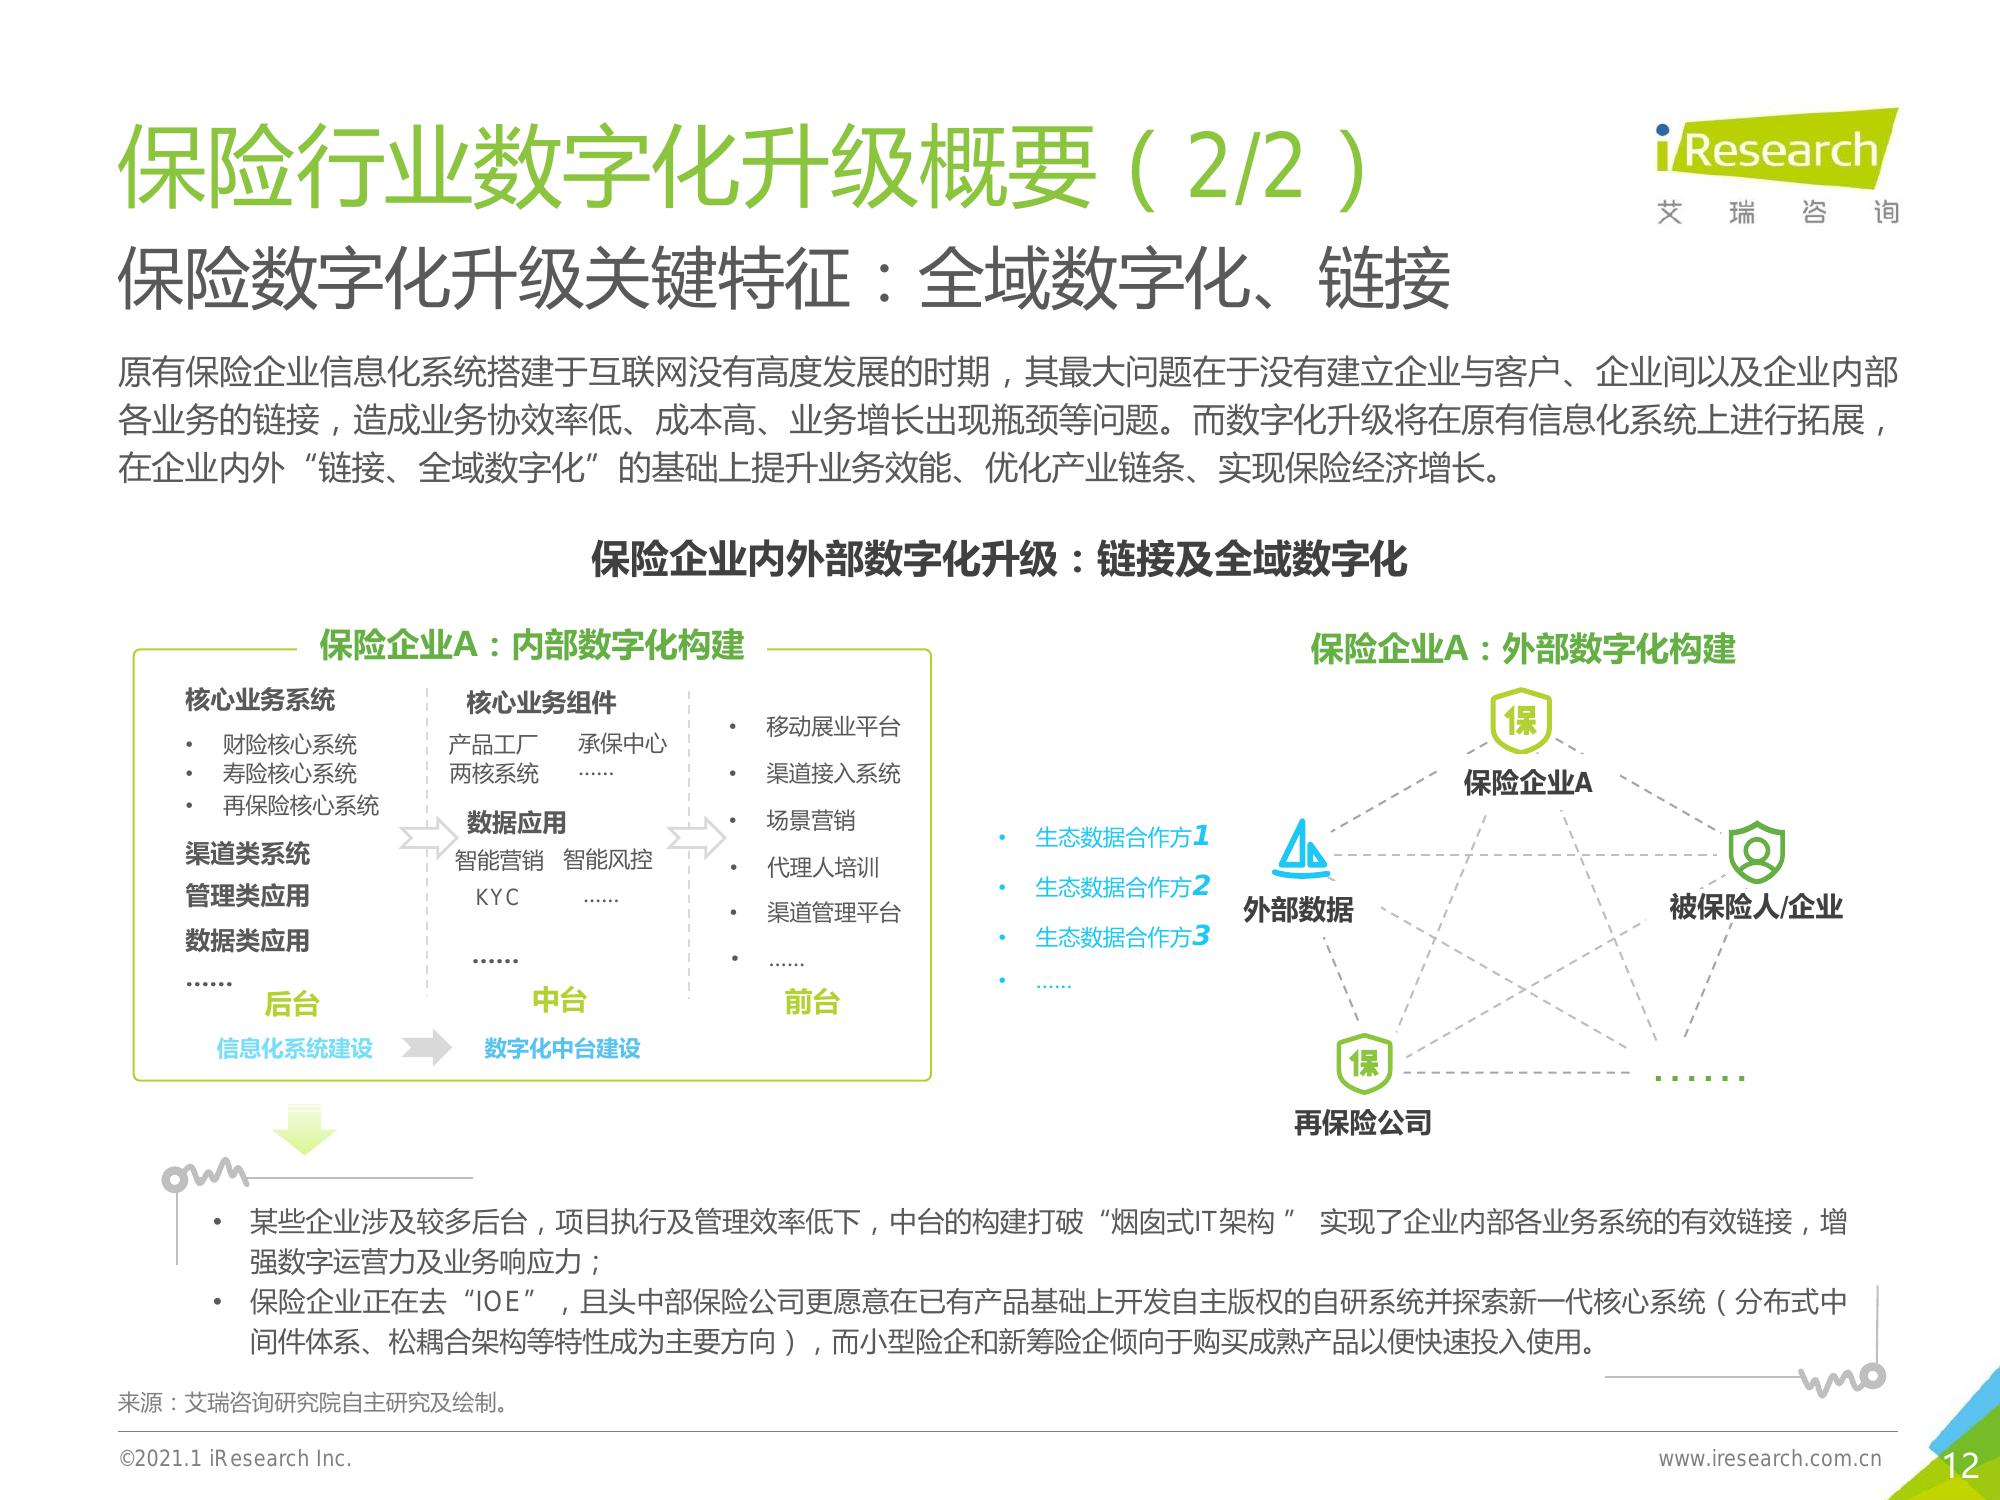 保险行业数字化升级概要（2/2）
iResearch
艾瑞咨询
保险数字化升级关键特征：全域数字化、链接
原有保险企业信息化系统搭建于互联网没有高度发展的时期，其最大问题在于没有建立企业与客户、企业间以及企业内部
各业务的链接，造成业务协效率低、成本高、业务增长出现瓶颈等问题。而数字化升级将在原有信息化系统上进行拓展，
在企业内外“链接、全域数字化”的基础上提升业务效能、优化产业链条、实现保险经济增长。
保险企业内外部数字化升级：链接及全域数字化
保险企业A：内部数字化构建
核心业务系统
• 财险核心系统
• 寿险核心系统
• 再保险核心系统
渠道类系统
管理类应用
数据类应用
……
后台
核心业务组件
产品工厂 承保中心
两核系统 ……
数据应用
智能营销 智能风控
KYC ……
……
中台
• 移动展业平台
• 渠道接入系统
• 场景营销
• 代理人培训
• 渠道管理平台
• ……
前台
信息化系统建设
数字化中台建设
保险企业A：外部数字化构建
保
保险企业A
• 生态数据合作方1
• 生态数据合作方2
• 生态数据合作方3
• ……
外部数据
被保险人/企业
保
再保险公司
……
• 某些企业涉及较多后台，项目执行及管理效率低下，中台的构建打破“烟囱式IT架构 ” 实现了企业内部各业务系统的有效链接，增
强数字运营力及业务响应力；
• 保险企业正在去“IOE”，且头中部保险公司更愿意在已有产品基础上开发自主版权的自研系统并探索新一代核心系统（分布式中
间件体系、松耦合架构等特性成为主要方向），而小型险企和新筹险企倾向于购买成熟产品以便快速投入使用。
来源：艾瑞咨询研究院自主研究及绘制。
©2021.1 iResearch Inc.
www.iresearch.com.cn
12